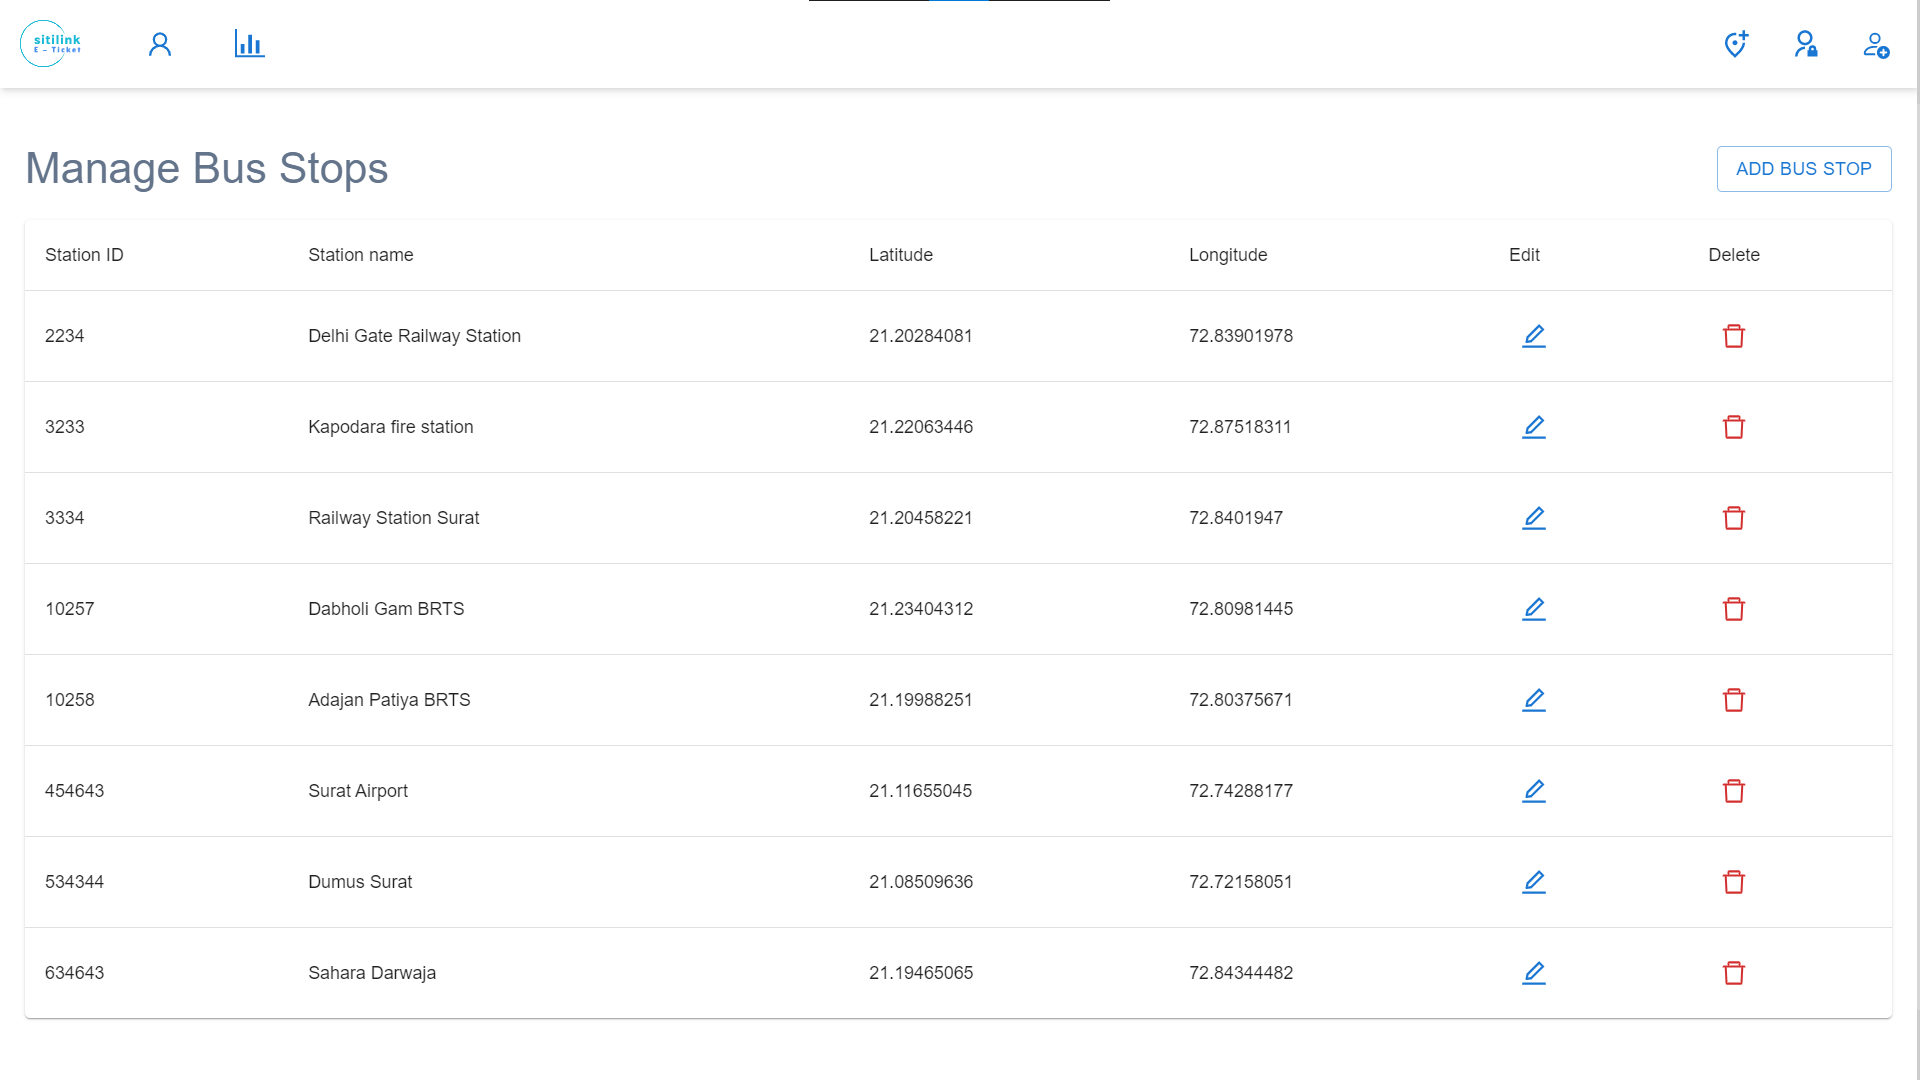 sitilink
E - Ticket
Manage Bus Stops
ADD BUS STOP
Station ID Station name Latitude Longitude Edit Delete
2234 Delhi Gate Railway Station 21.20284081 72.83901978
3233 Kapodara fire station 21.22063446 72.87518311
3334 Railway Station Surat 21.20458221 72.8401947
10257 Dabholi Gam BRTS 21.23404312 72.80981445
10258 Adajan Patiya BRTS 21.19988251 72.80375671
454643 Surat Airport 21.11655045 72.74288177
534344 Dumus Surat 21.08509636 72.72158051
634643 Sahara Darwaja 21.19465065 72.84344482